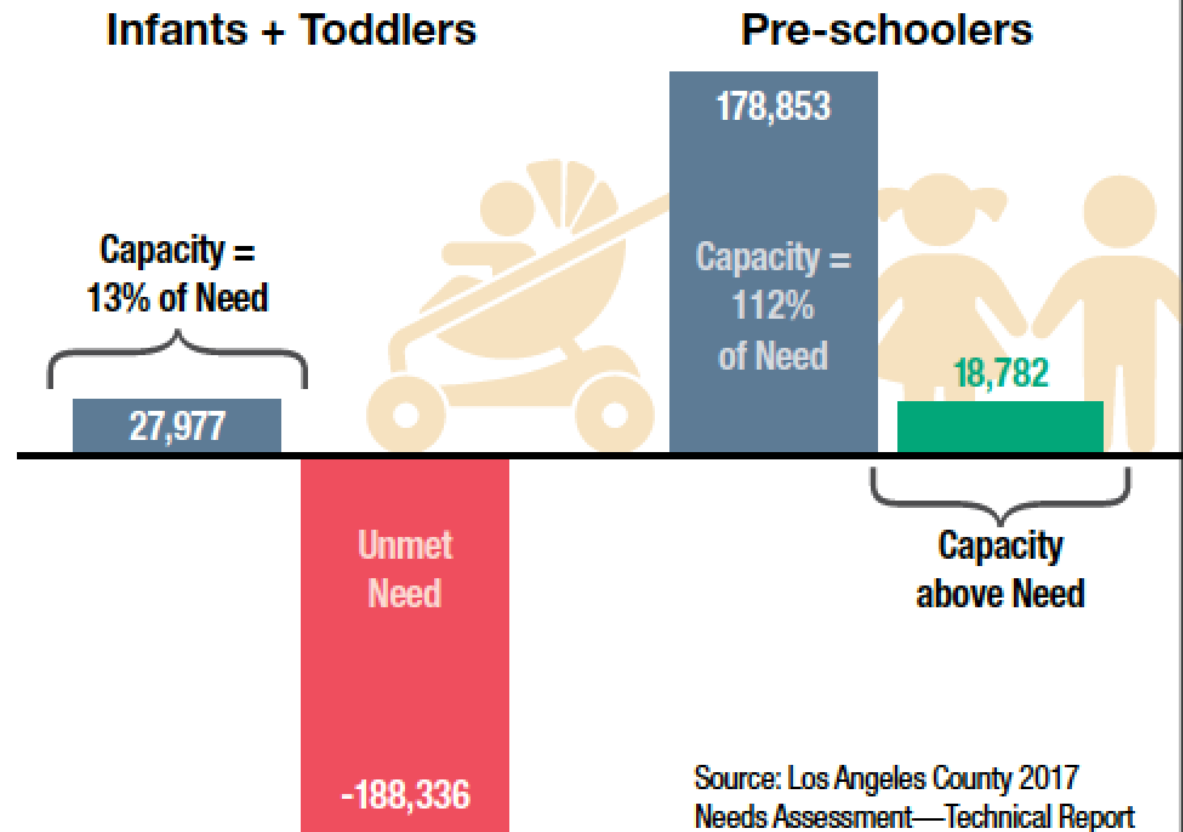 Infants + Toddlers
Capacity =
13% of Need
27,977
Unmet
Need
-188,336
Pre-schoolers
178,853
Capacity =
112%
of Need
18,782
Capacity
above Need
Source: Los Angeles County 2017
Needs Assessment—Technical Report